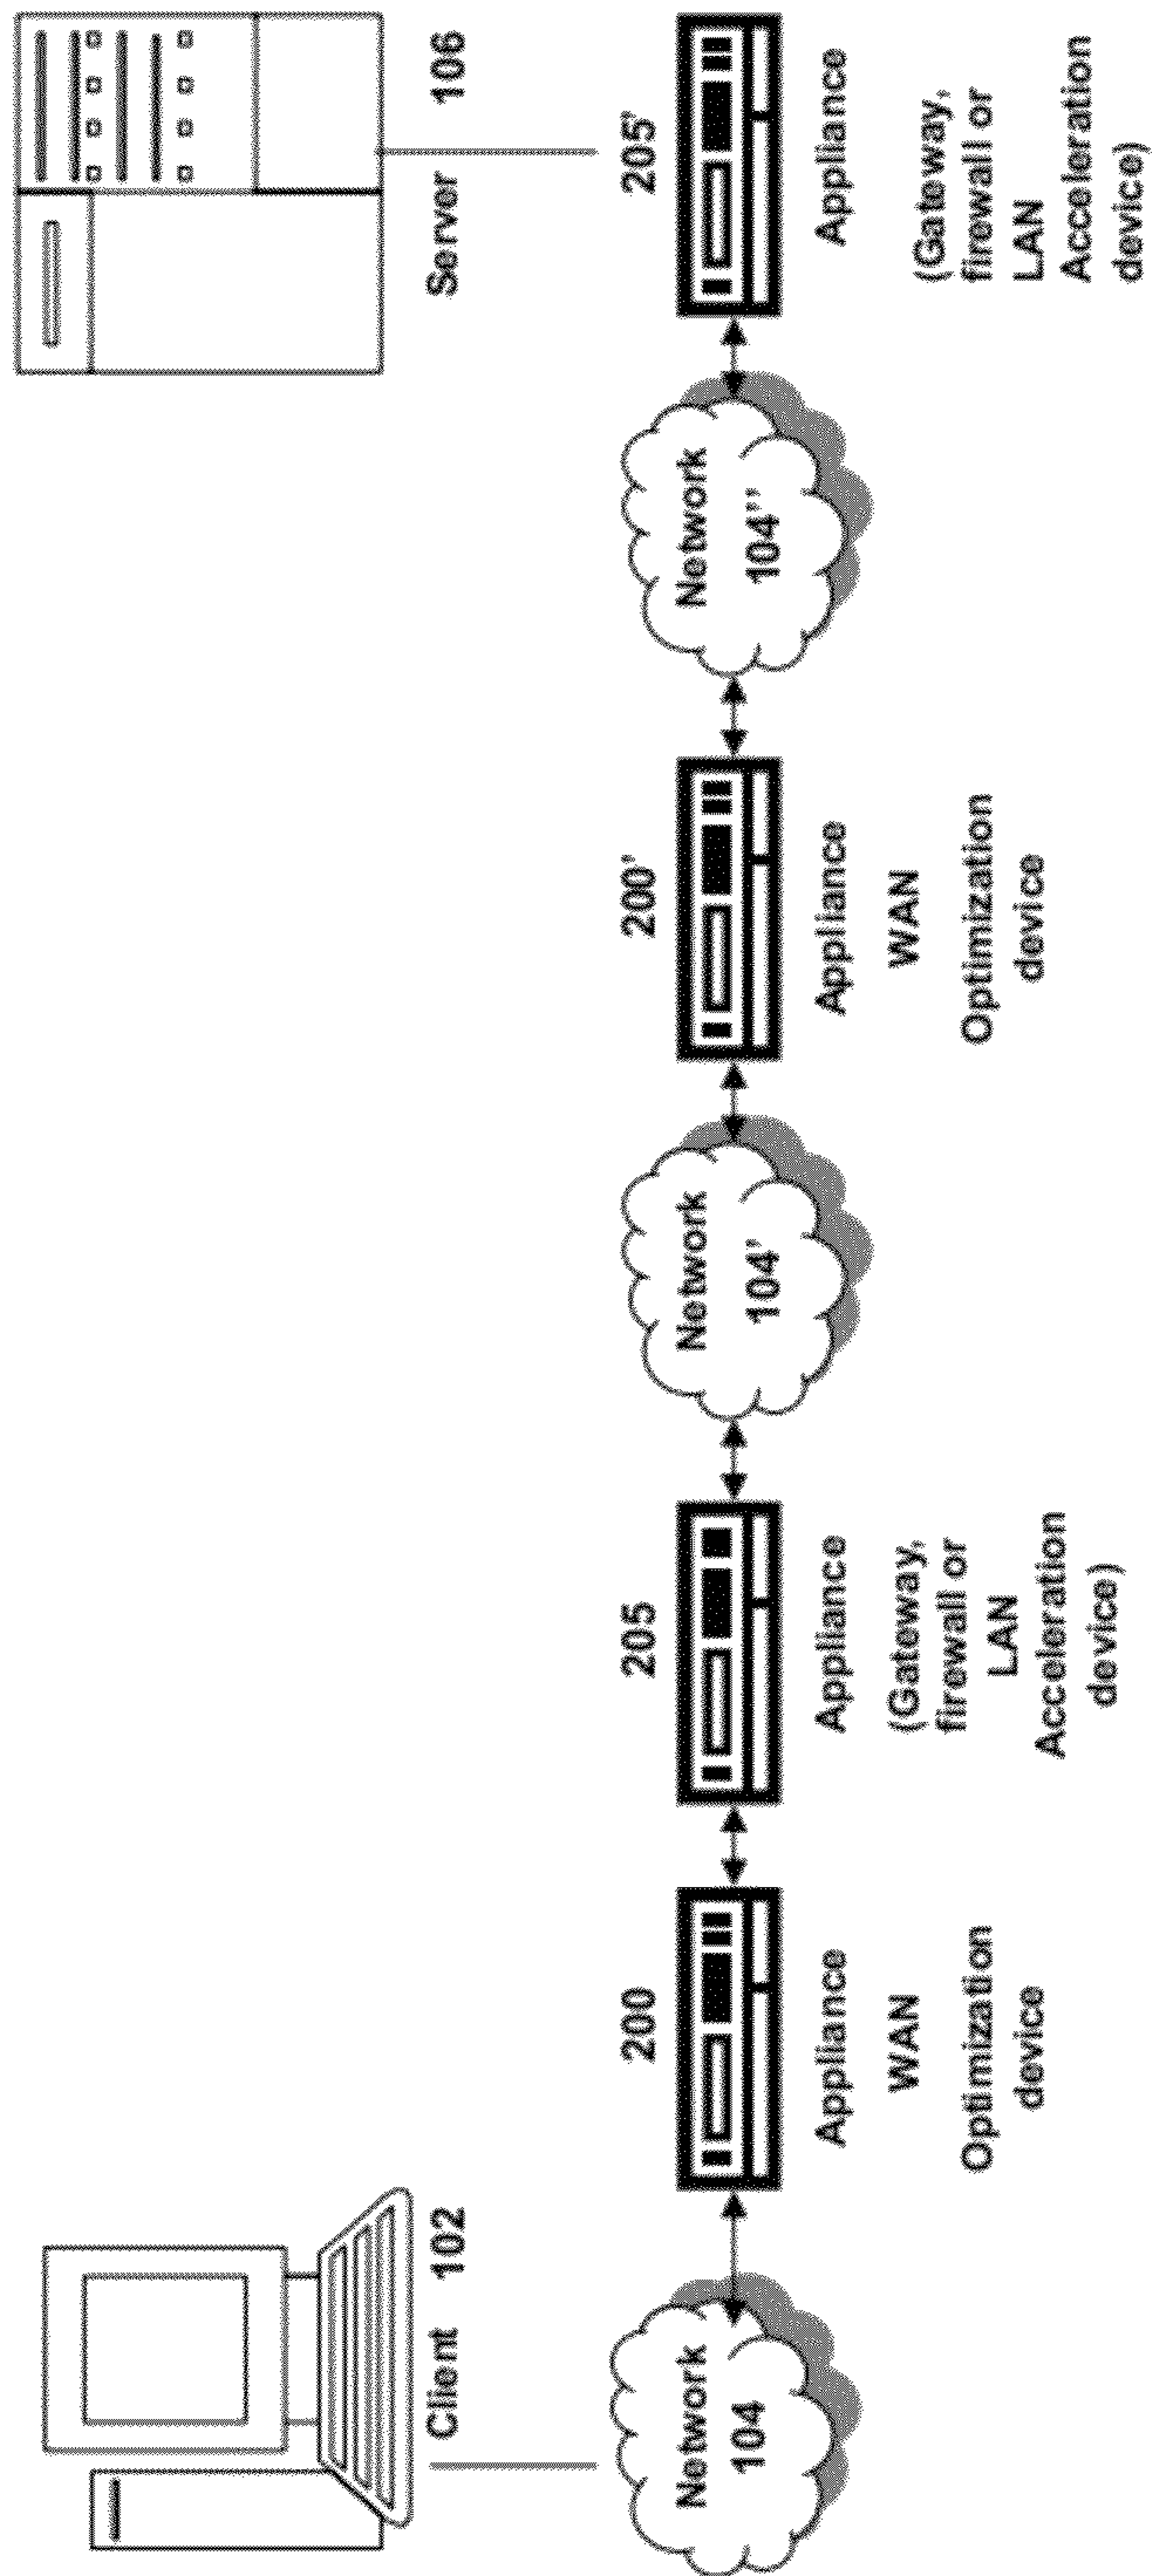 Client 102
Server 106
Network
104
200
Appliance
WAN
Optimization
device
205
Appliance
(Gateway,
firewall or
LAN
Acceleration
device)
Network
104'
200'
Appliance
WAN
Optimization
device
Network
104''
205'
Appliance
(Gateway,
firewall or
LAN
Acceleration
device)